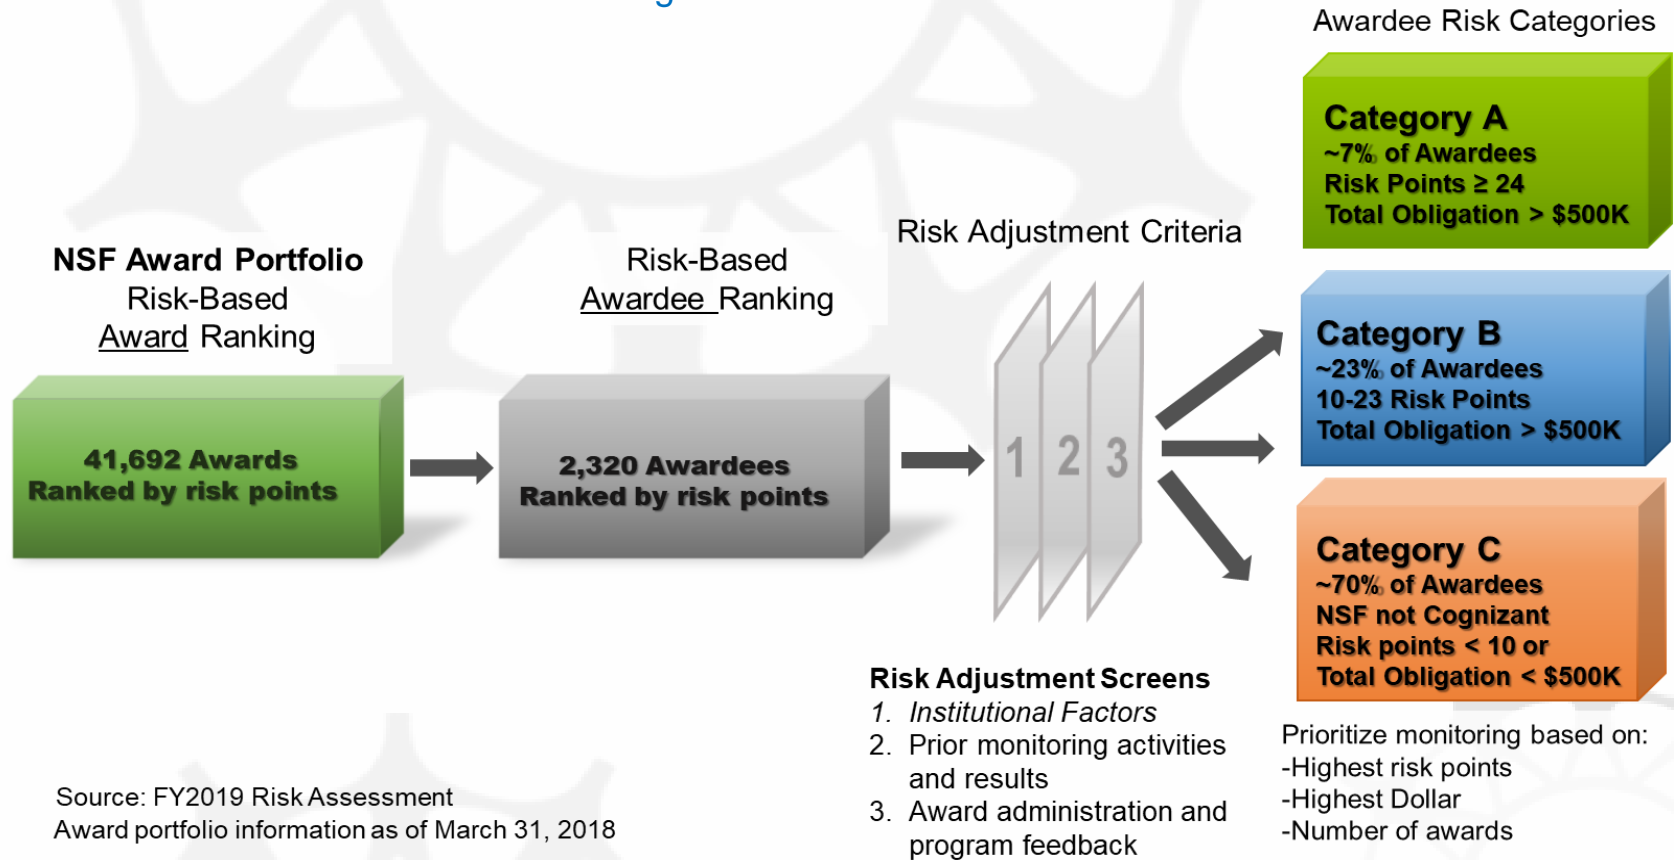 NSF Award Portfolio
Risk-Based
Award Ranking
41,692 Awards
Ranked by risk points
Risk-Based
Awardee Ranking
2,320 Awardees
Ranked by risk points
Risk Adjustment Criteria
1 2 3
Risk Adjustment Screens
1. Institutional Factors
2. Prior monitoring activities
and results
3. Award administration and
program feedback
Awardee Risk Categories
Category A
~7% of Awardees
Risk Points ≥ 24
Total Obligation > $500K
Category B
~23% of Awardees
10-23 Risk Points
Total Obligation > $500K
Category C
~70% of Awardees
NSF not Cognizant
Risk points < 10 or
Total Obligation < $500K
Prioritize monitoring based on:
-Highest risk points
-Highest Dollar
-Number of awards
Source: FY2019 Risk Assessment
Award portfolio information as of March 31, 2018